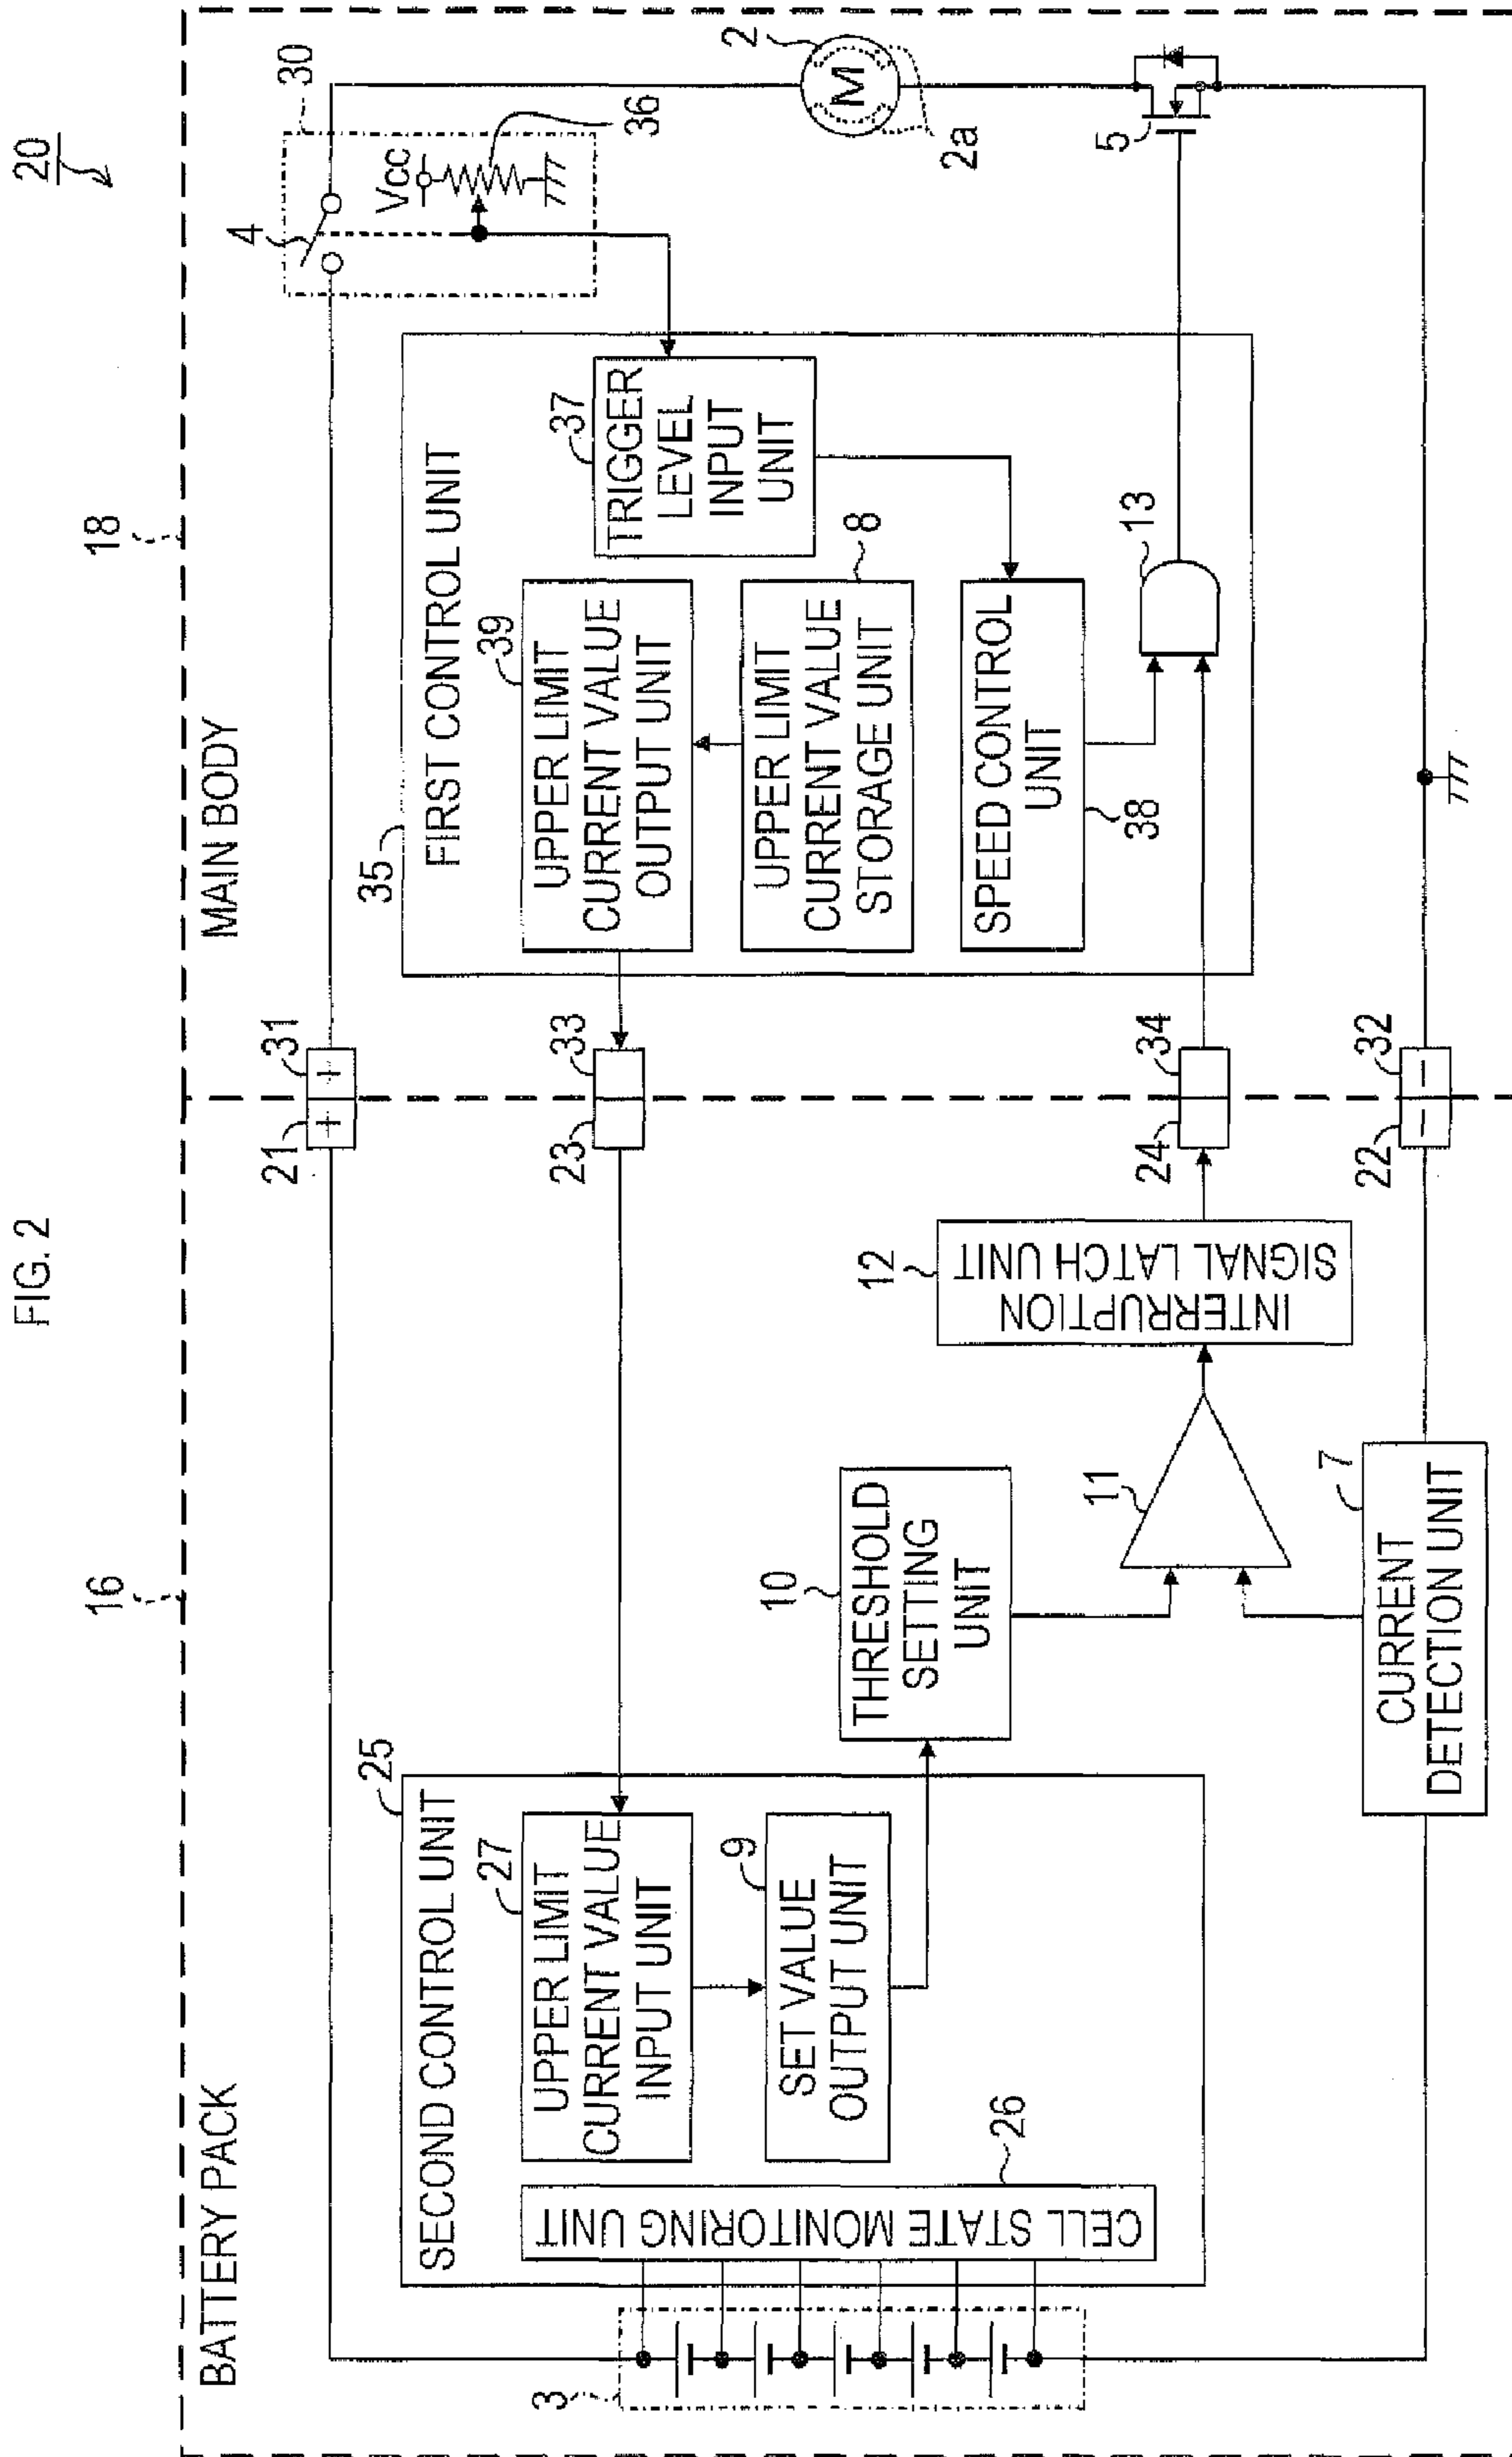 FIG. 2
20
16
18
BATTERY PACK
MAIN BODY
SECOND CONTROL UNIT
25
UPPER LIMIT
CURRENT VALUE
INPUT UNIT
27
SET VALUE
OUTPUT UNIT
9
CELL STATE MONITORING UNIT
26
3
THRESHOLD
SETTING
UNIT
10
11
INTERRUPTION
SIGNAL LATCH UNIT
12
CURRENT
DETECTION UNIT
7
21
+
+
31
23
33
24
34
22
−
−
32
35
FIRST CONTROL UNIT
UPPER LIMIT
CURRENT VALUE
OUTPUT UNIT
39
UPPER LIMIT
CURRENT VALUE
STORAGE UNIT
8
SPEED CONTROL
UNIT
38
TRIGGER
LEVEL
INPUT
UNIT
37
13
4
30
Vcc
36
M
2
2a
5